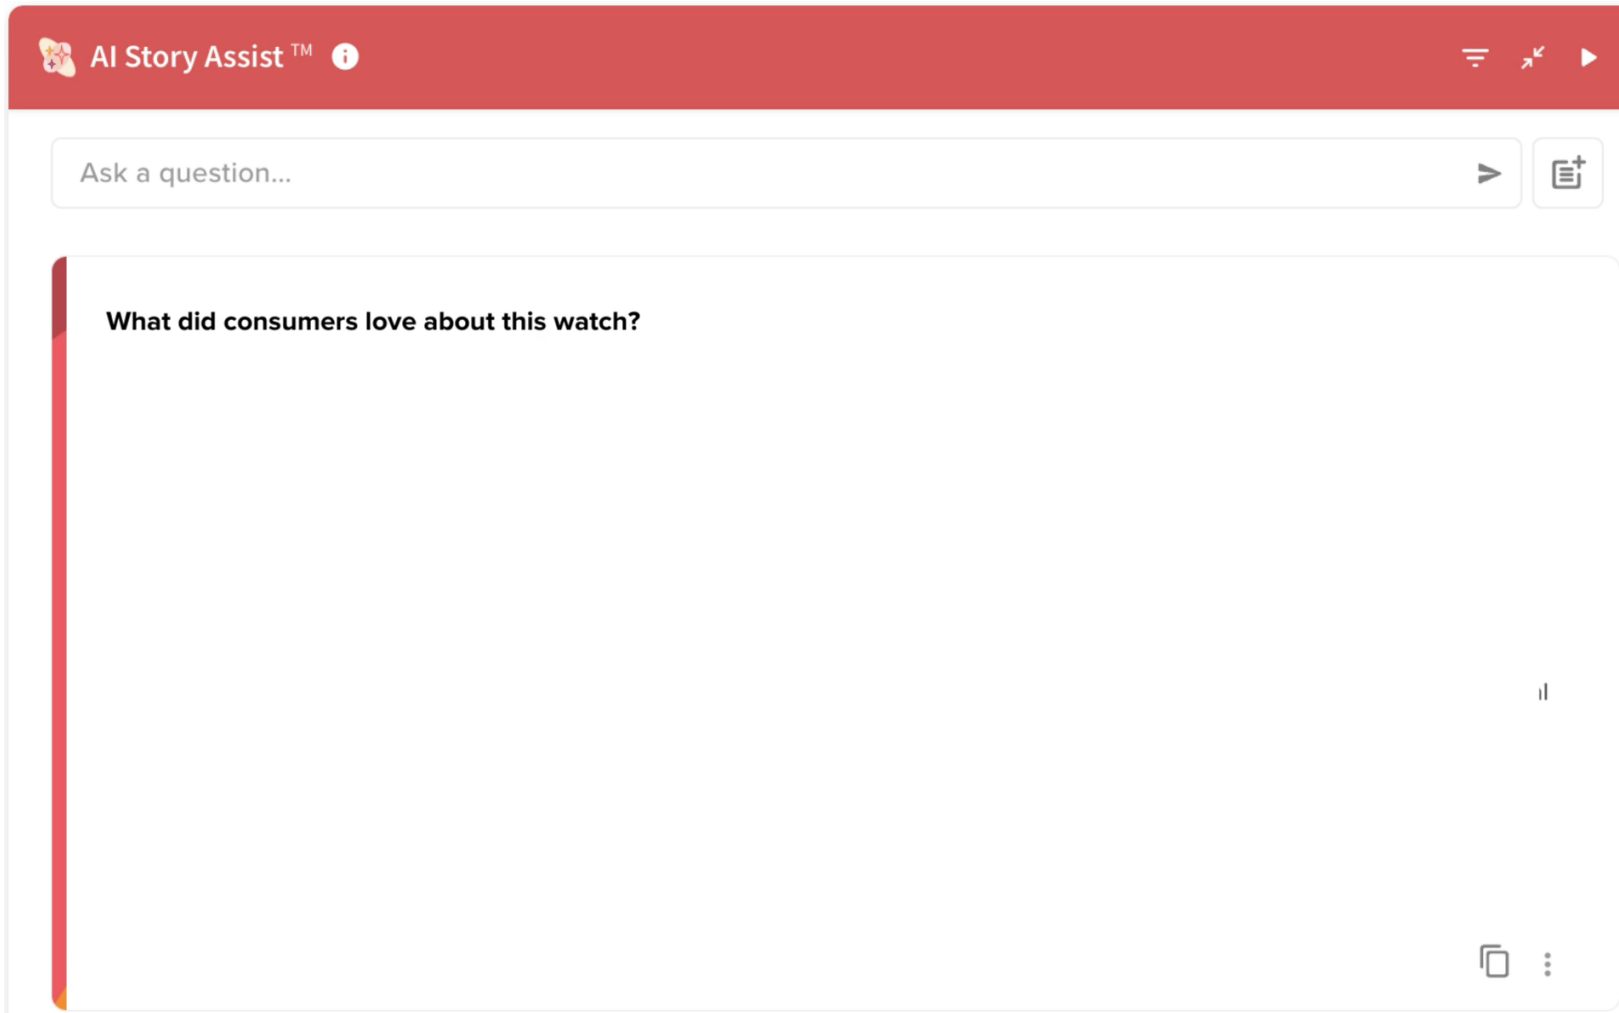 AI Story Assist TM
Ask a question...
What did consumers love about this watch?